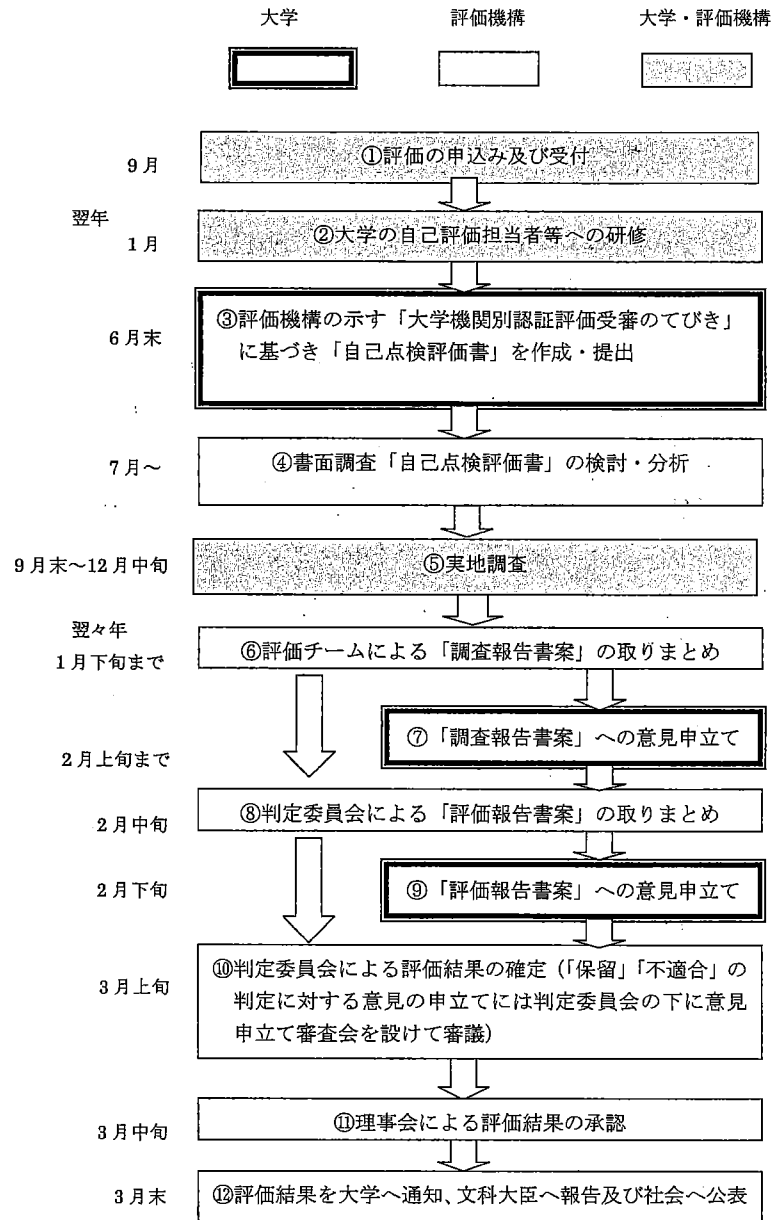 大学 評価機構 大学・評価機構
9月 ①評価の申込み及び受付
翌年
1月 ②大学の自己評価担当者等への研修
6月末 ③評価機構の示す「大学機関別認証評価受審のてびき」
に基づき「自己点検評価書」を作成・提出
7月~ ④書面調査「自己点検評価書」の検討・分析
9月末~12月中旬 ⑤実地調査
翌々年
1月下旬まで ⑥評価チームによる「調査報告書案」の取りまとめ
2月上旬まで ⑦「調査報告書案」への意見申立て
2月中旬 ⑧判定委員会による「評価報告書案」の取りまとめ
2月下旬 ⑨「評価報告書案」への意見申立て
3月上旬 ⑩判定委員会による評価結果の確定(「保留」「不適合」の
判定に対する意見の申立てには判定委員会の下に意見
申立て審査会を設けて審議)
3月中旬 ⑪理事会による評価結果の承認
3月末 ⑫評価結果を大学へ通知、文科大臣へ報告及び社会へ公表